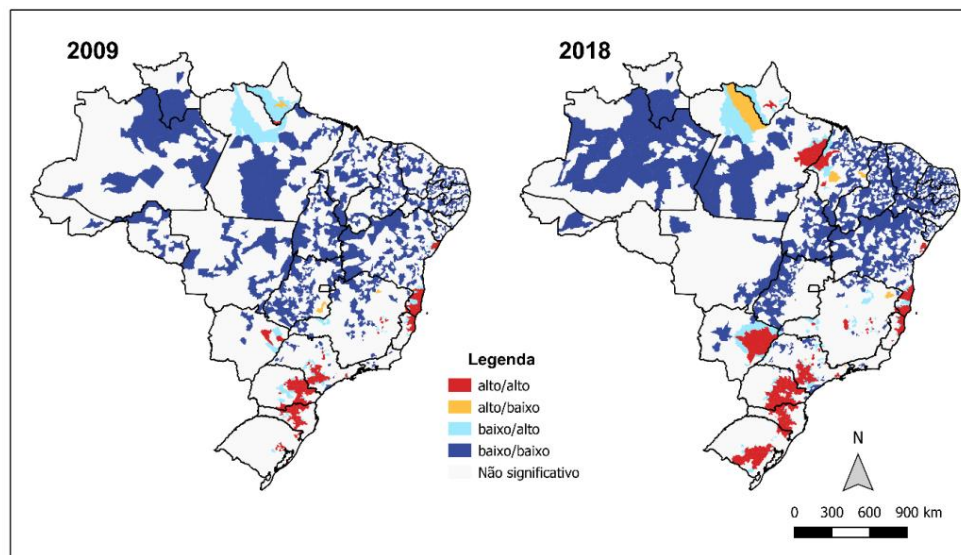 2009
2018
Legenda
alto/alto
alto/baixo
baixo/alto
baixo/baixo
Não significativo
N
0 300 600 900 km